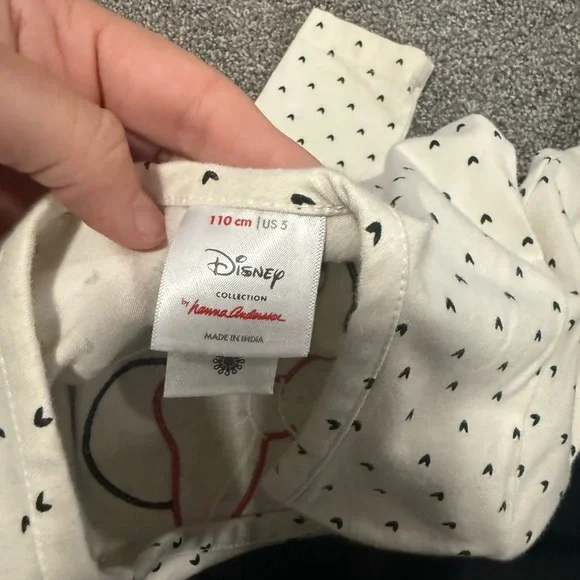 110 cm | US 5
Disney
COLLECTION
by hanna andersson
MADE IN INDIA